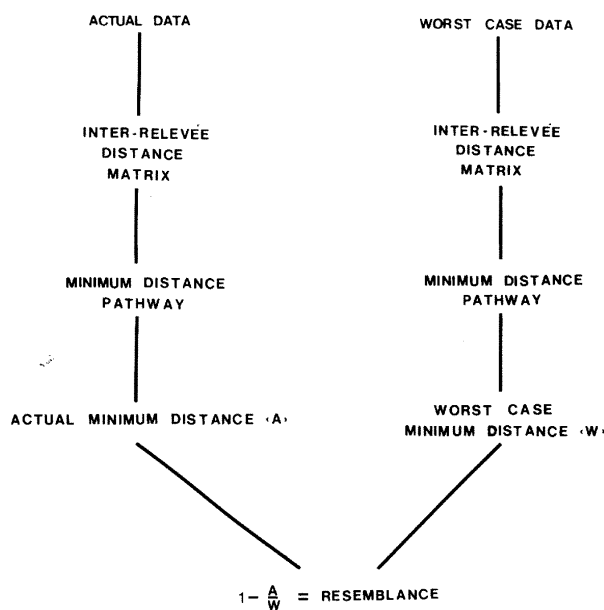 ACTUAL DATA
INTER-RELEVÉE
DISTANCE
MATRIX
MINIMUM DISTANCE
PATHWAY
ACTUAL MINIMUM DISTANCE ‹A›
WORST CASE DATA
INTER-RELEVÉE
DISTANCE
MATRIX
MINIMUM DISTANCE
PATHWAY
WORST CASE
MINIMUM DISTANCE ‹W›
1 – A/W = RESEMBLANCE